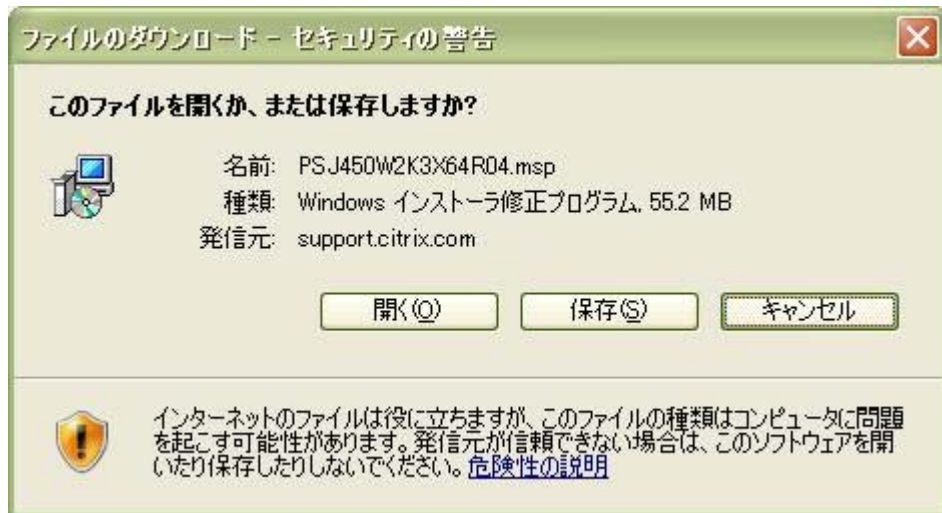 ファイルのダウンロード - セキュリティの警告
このファイルを開くか、または保存しますか?
名前: PSJ450W2K3X64R04.msp
種類: Windows インストーラ修正プログラム, 55.2 MB
発信元: support.citrix.com
開く(O) 保存(S) キャンセル
インターネットのファイルは役に立ちますが、このファイルの種類はコンピュータに問題
を起こす可能性があります。発信元が信頼できない場合は、このソフトウェアを開
いたり保存したりしないでください。危険性の説明